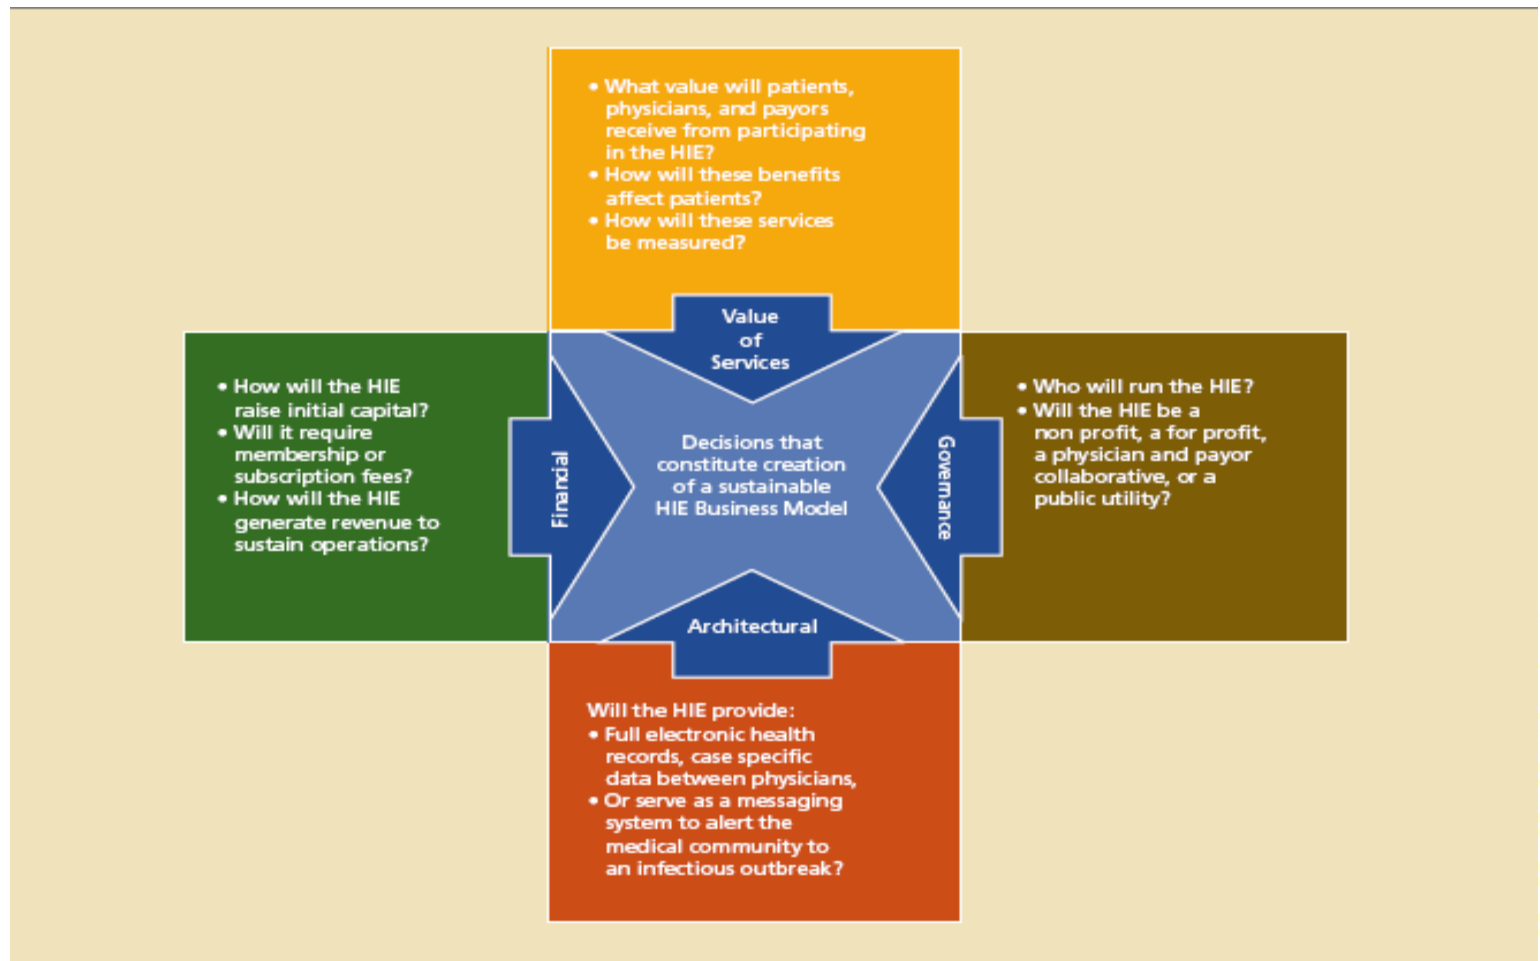 • What value will patients,
physicians, and payors
receive from participating
in the HIE?
• How will these benefits
affect patients?
• How will these services
be measured?
Value
of
Services
• How will the HIE
raise initial capital?
• Will it require
membership or
subscription fees?
• How will the HIE
generate revenue to
sustain operations?
Financial
Decisions that
constitute creation
of a sustainable
HIE Business Model
Governance
• Who will run the HIE?
• Will the HIE be a
non profit, a for profit,
a physician and payor
collaborative, or a
public utility?
Architectural
Will the HIE provide:
• Full electronic health
records, case specific
data between physicians,
• Or serve as a messaging
system to alert the
medical community to
an infectious outbreak?